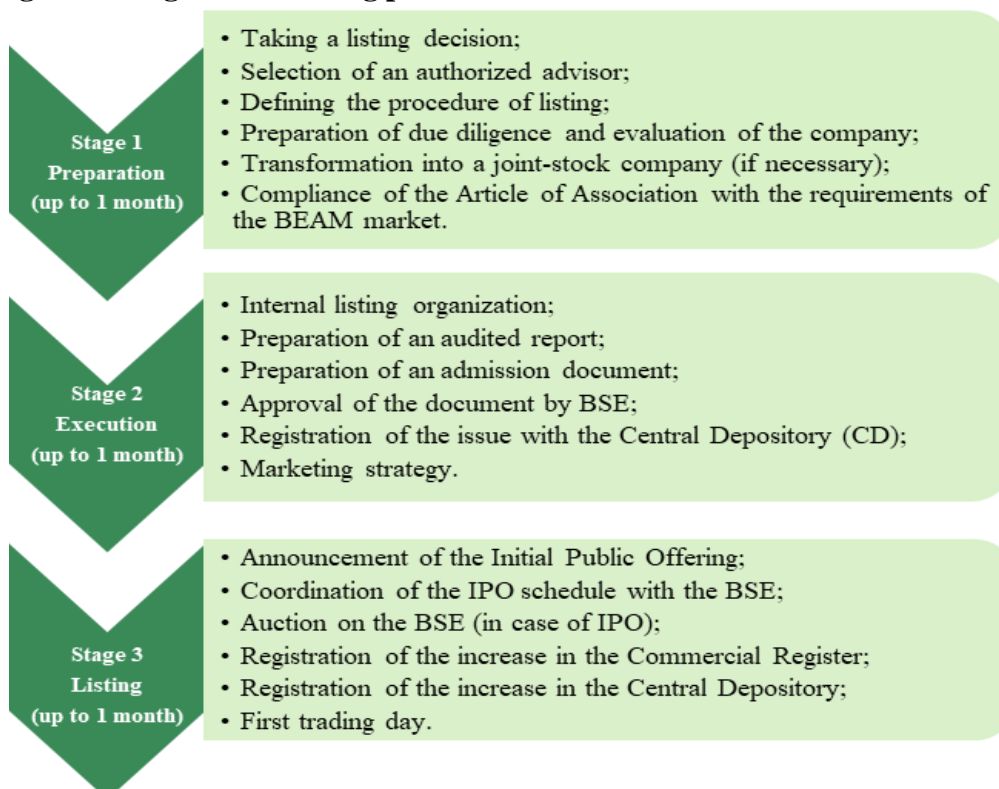 Stage 1
Preparation
(up to 1 month)
• Taking a listing decision;
• Selection of an authorized advisor;
• Defining the procedure of listing;
• Preparation of due diligence and evaluation of the company;
• Transformation into a joint-stock company (if necessary);
• Compliance of the Article of Association with the requirements of
the BEAM market.
Stage 2
Execution
(up to 1 month)
• Internal listing organization;
• Preparation of an audited report;
• Preparation of an admission document;
• Approval of the document by BSE;
• Registration of the issue with the Central Depository (CD);
• Marketing strategy.
Stage 3
Listing
(up to 1 month)
• Announcement of the Initial Public Offering;
• Coordination of the IPO schedule with the BSE;
• Auction on the BSE (in case of IPO);
• Registration of the increase in the Commercial Register;
• Registration of the increase in the Central Depository;
• First trading day.